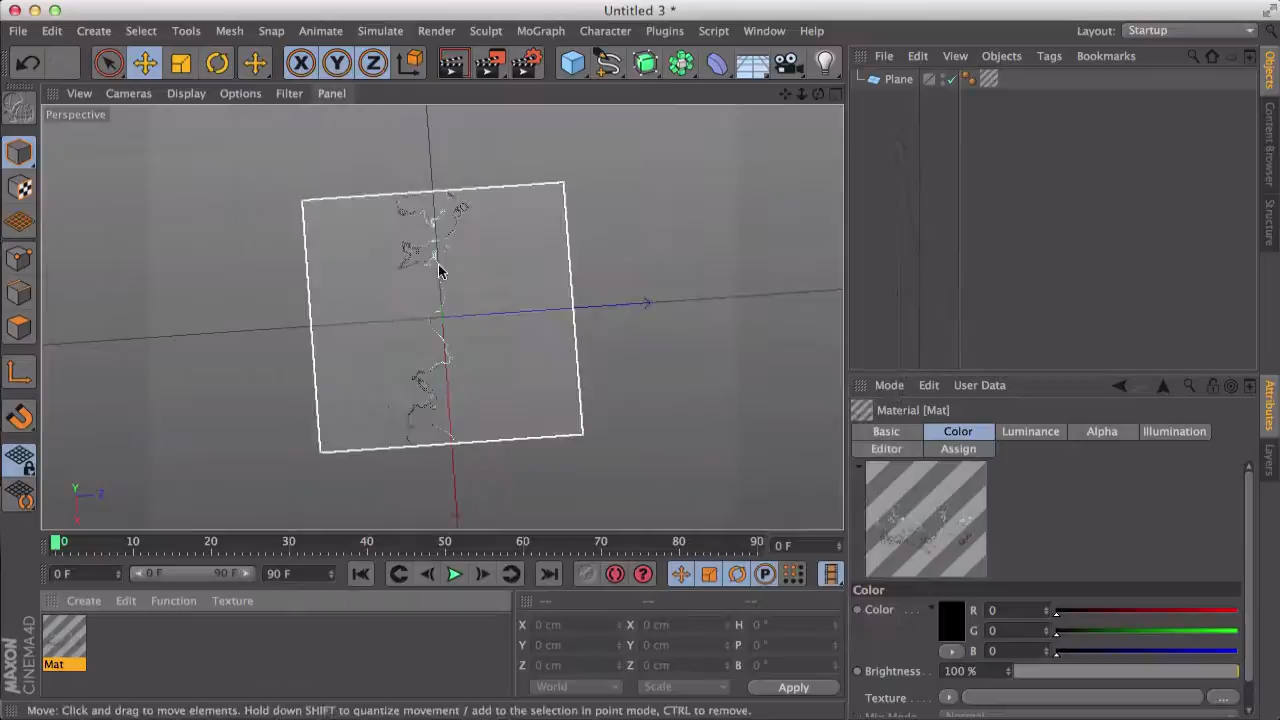 Untitled 3 *
File Edit Create Select Tools Mesh Snap Animate Simulate Render Sculpt MoGraph Character Plugins Script Window Help Layout: Startup
X Y Z
File Edit View Objects Tags Bookmarks
View Cameras Display Options Filter Panel
Plane
Perspective
Objects
Content Browser
Structure
Y
Z
X
Mode Edit User Data
Material [Mat]
Basic Color Luminance Alpha Illumination
Editor Assign
Attributes
Layers
0 10 20 30 40 50 60 70 80 90 0 F
0 F 0 F 90 F 90 F
P
Color
Color . . . R 0
G 0
B 0
Brightness . . 100 %
Texture . . . .
Mix Mode Normal
Create Edit Function Texture
Mat
-- -- --
X 0 cm X 0 cm H 0 °
Y 0 cm Y 0 cm P 0 °
Z 0 cm Z 0 cm B 0 °
World Scale Apply
MAXON
CINEMA4D
Move: Click and drag to move elements. Hold down SHIFT to quantize movement / add to the selection in point mode, CTRL to remove.